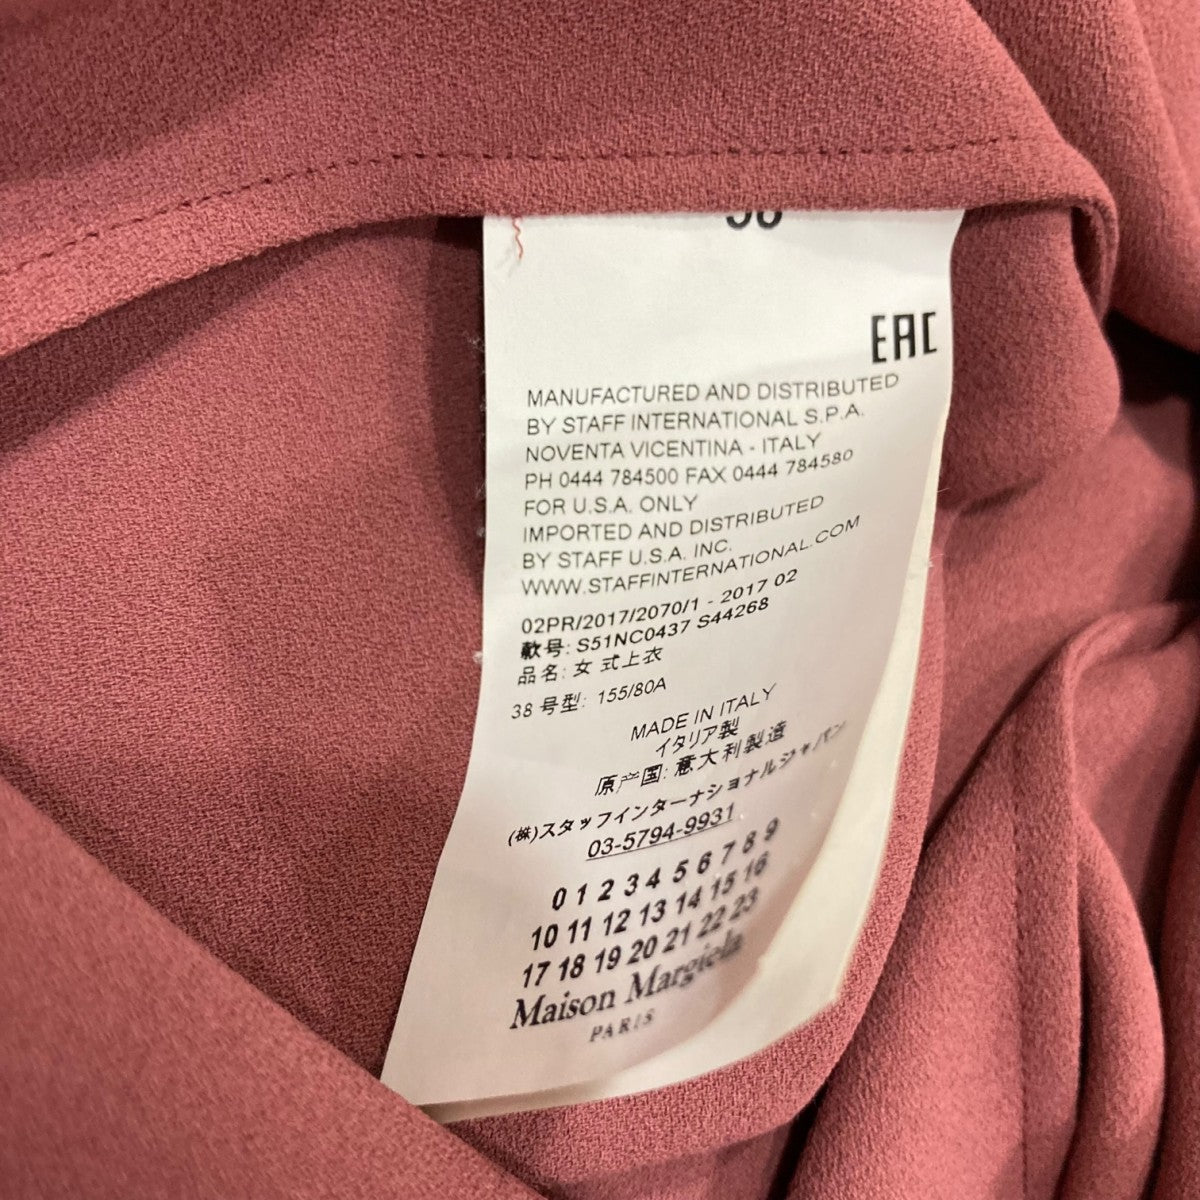 38
EAC
MANUFACTURED AND DISTRIBUTED
BY STAFF INTERNATIONAL S.P.A.
NOVENTA VICENTINA - ITALY
PH 0444 784500 FAX 0444 784580
FOR U.S.A. ONLY
IMPORTED AND DISTRIBUTED
BY STAFF U.S.A. INC.
WWW.STAFFINTERNATIONAL.COM
02PR/2017/2070/1 - 2017 02
款号: S51NC0437 S44268
品名: 女 式上衣
38 号型: 155/80A
MADE IN ITALY
イタリア製
原产国: 意大利製造
(株)スタッフインターナショナルジャパン
03-5794-9931
0 1 2 3 4 5 6 7 8 9
10 11 12 13 14 15 16
17 18 19 20 21 22 23
Maison Margiela
PARIS